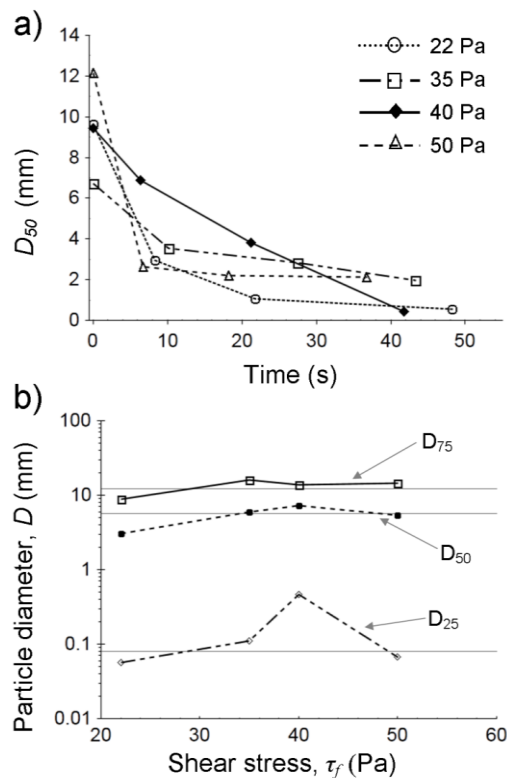 a)
14
12
10
8
6
4
2
0
D50 (mm)
22 Pa
35 Pa
40 Pa
50 Pa
0 10 20 30 40 50 60
Time (s)
b)
100
10
1
0.1
0.01
Particle diameter, D (mm)
D75
D50
D25
20 30 40 50 60
Shear stress, τf (Pa)